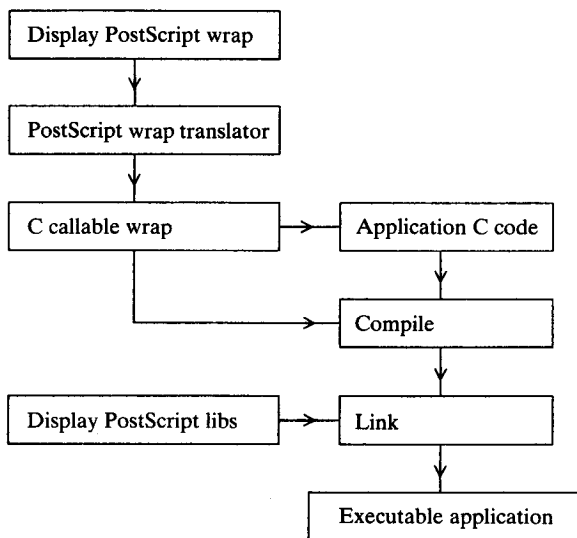 Display PostScript wrap
PostScript wrap translator
C callable wrap
Application C code
Compile
Display PostScript libs
Link
Executable application